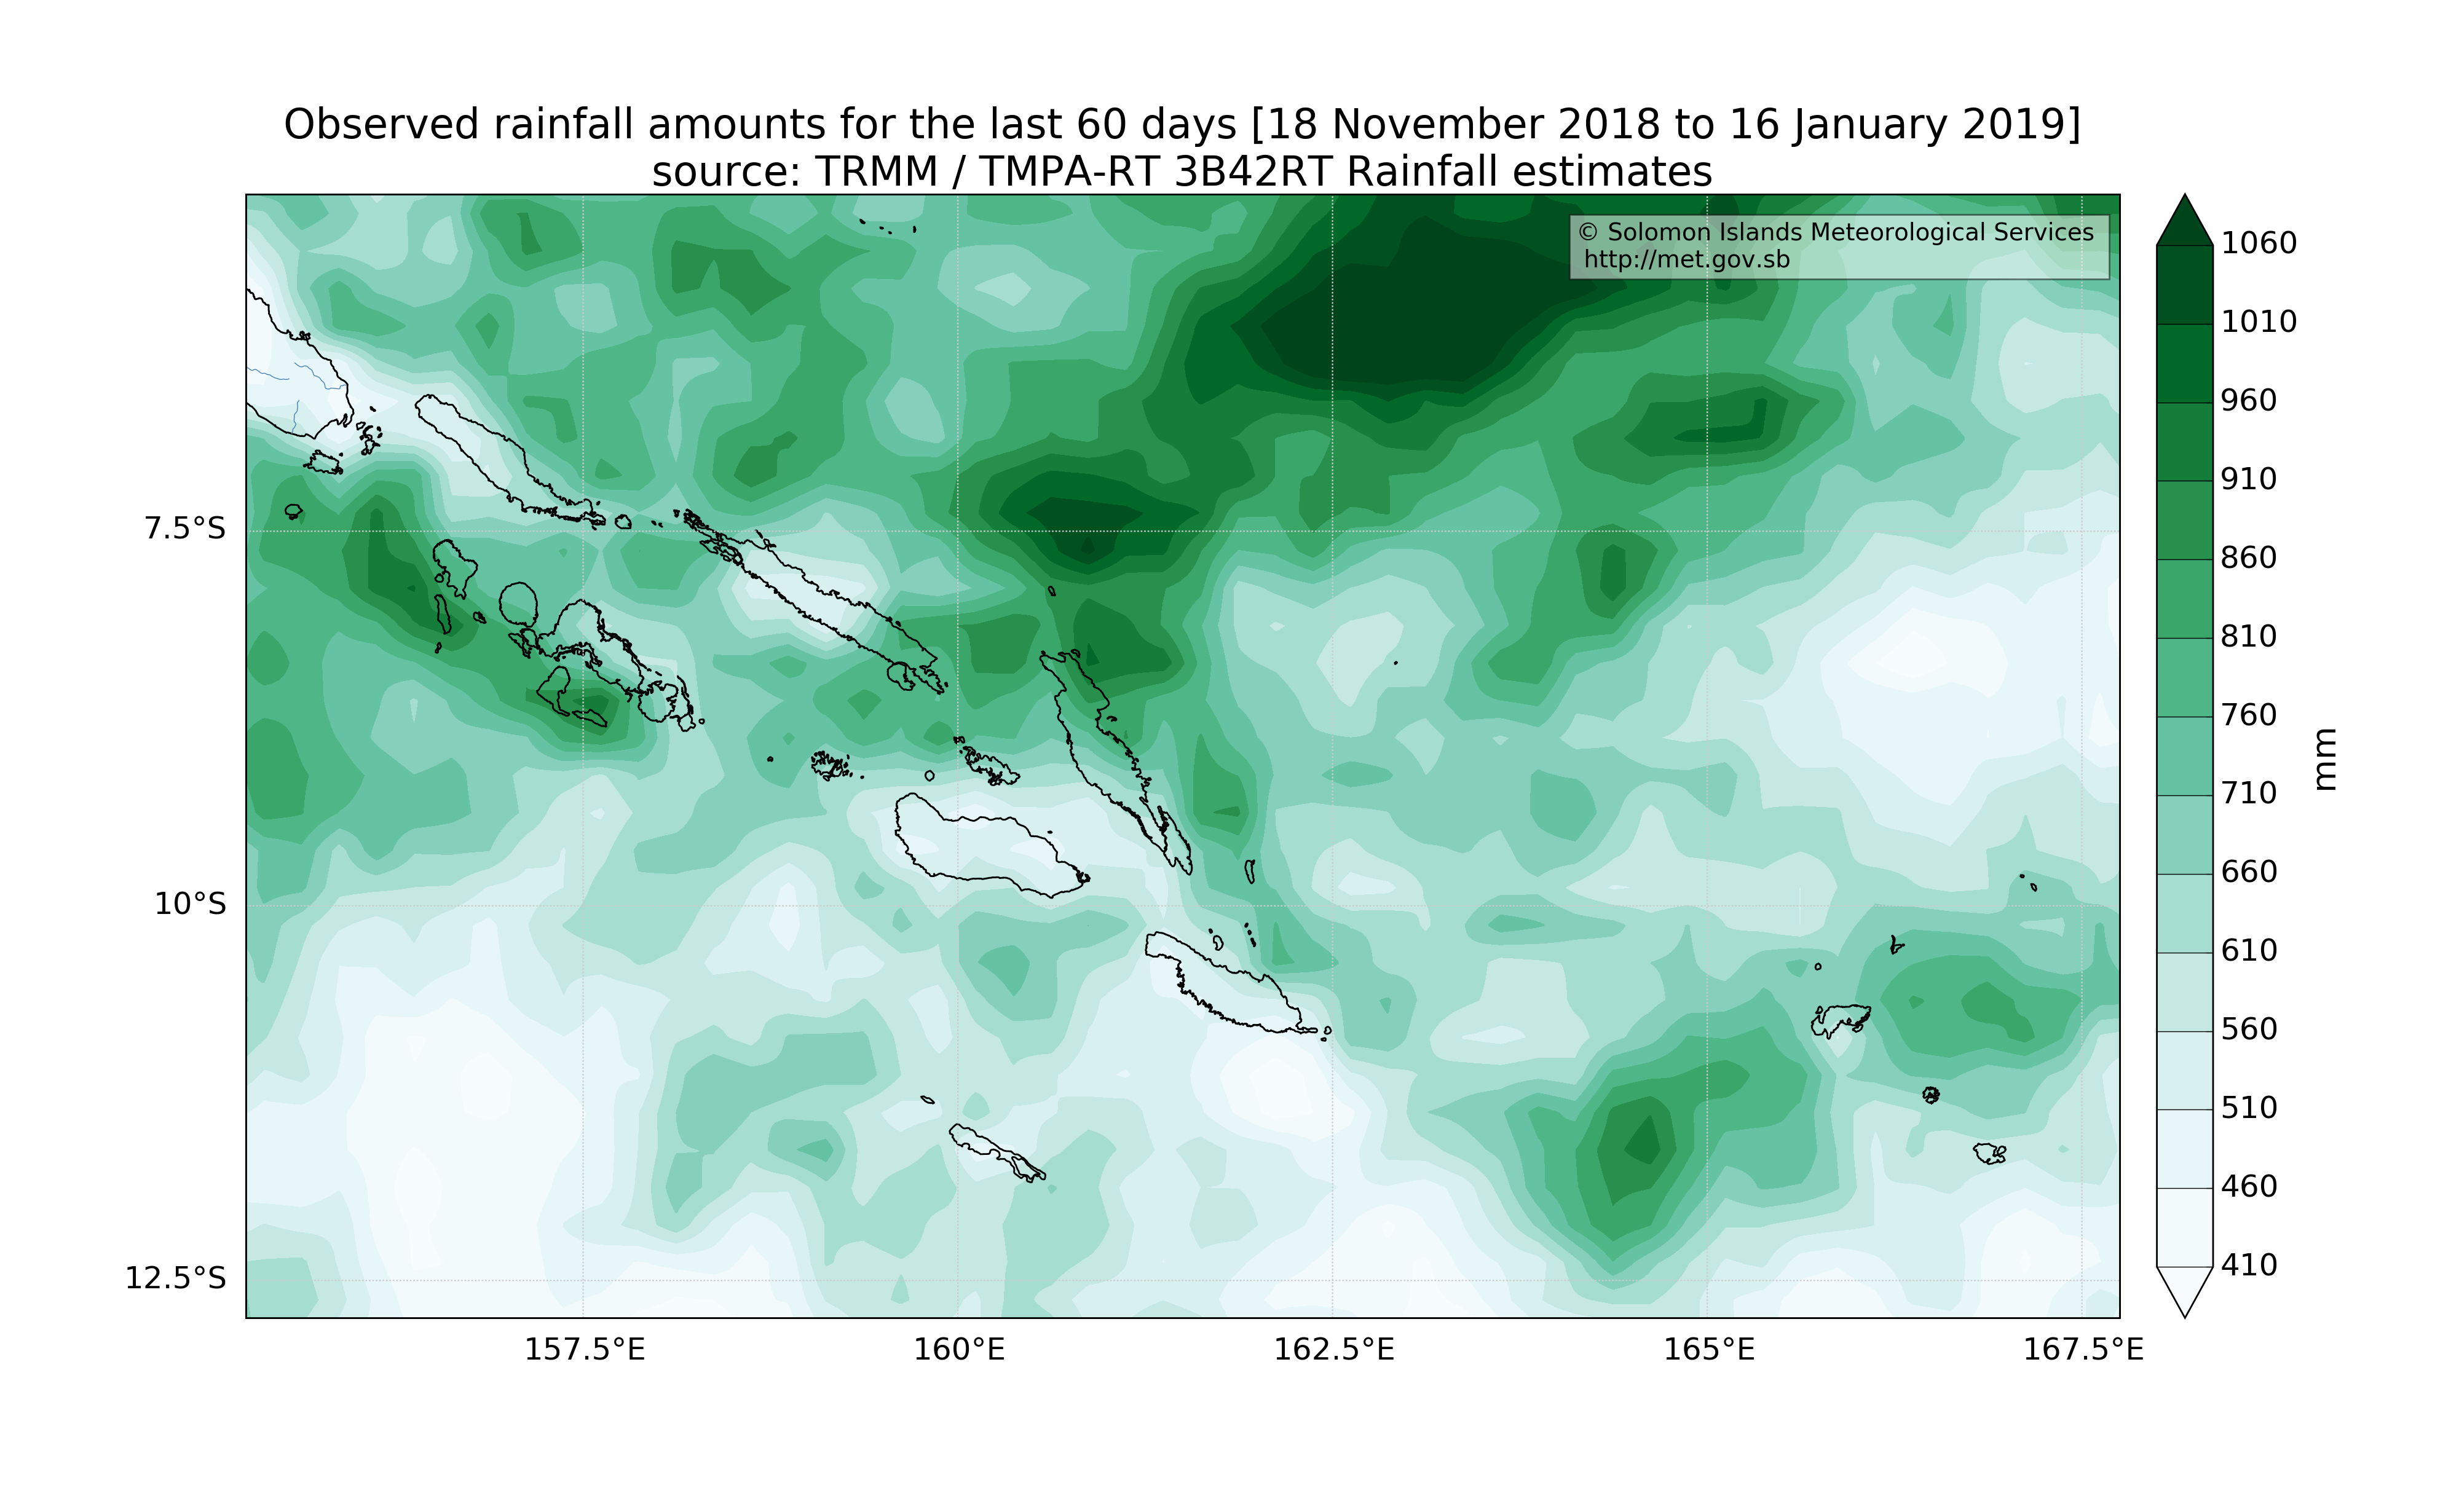 Observed rainfall amounts for the last 60 days [18 November 2018 to 16 January 2019]
source: TRMM / TMPA-RT 3B42RT Rainfall estimates
© Solomon Islands Meteorological Services
http://met.gov.sb
7.5°S
10°S
12.5°S
157.5°E
160°E
162.5°E
165°E
167.5°E
1060
1010
960
910
860
810
760
710
660
610
560
510
460
410
mm